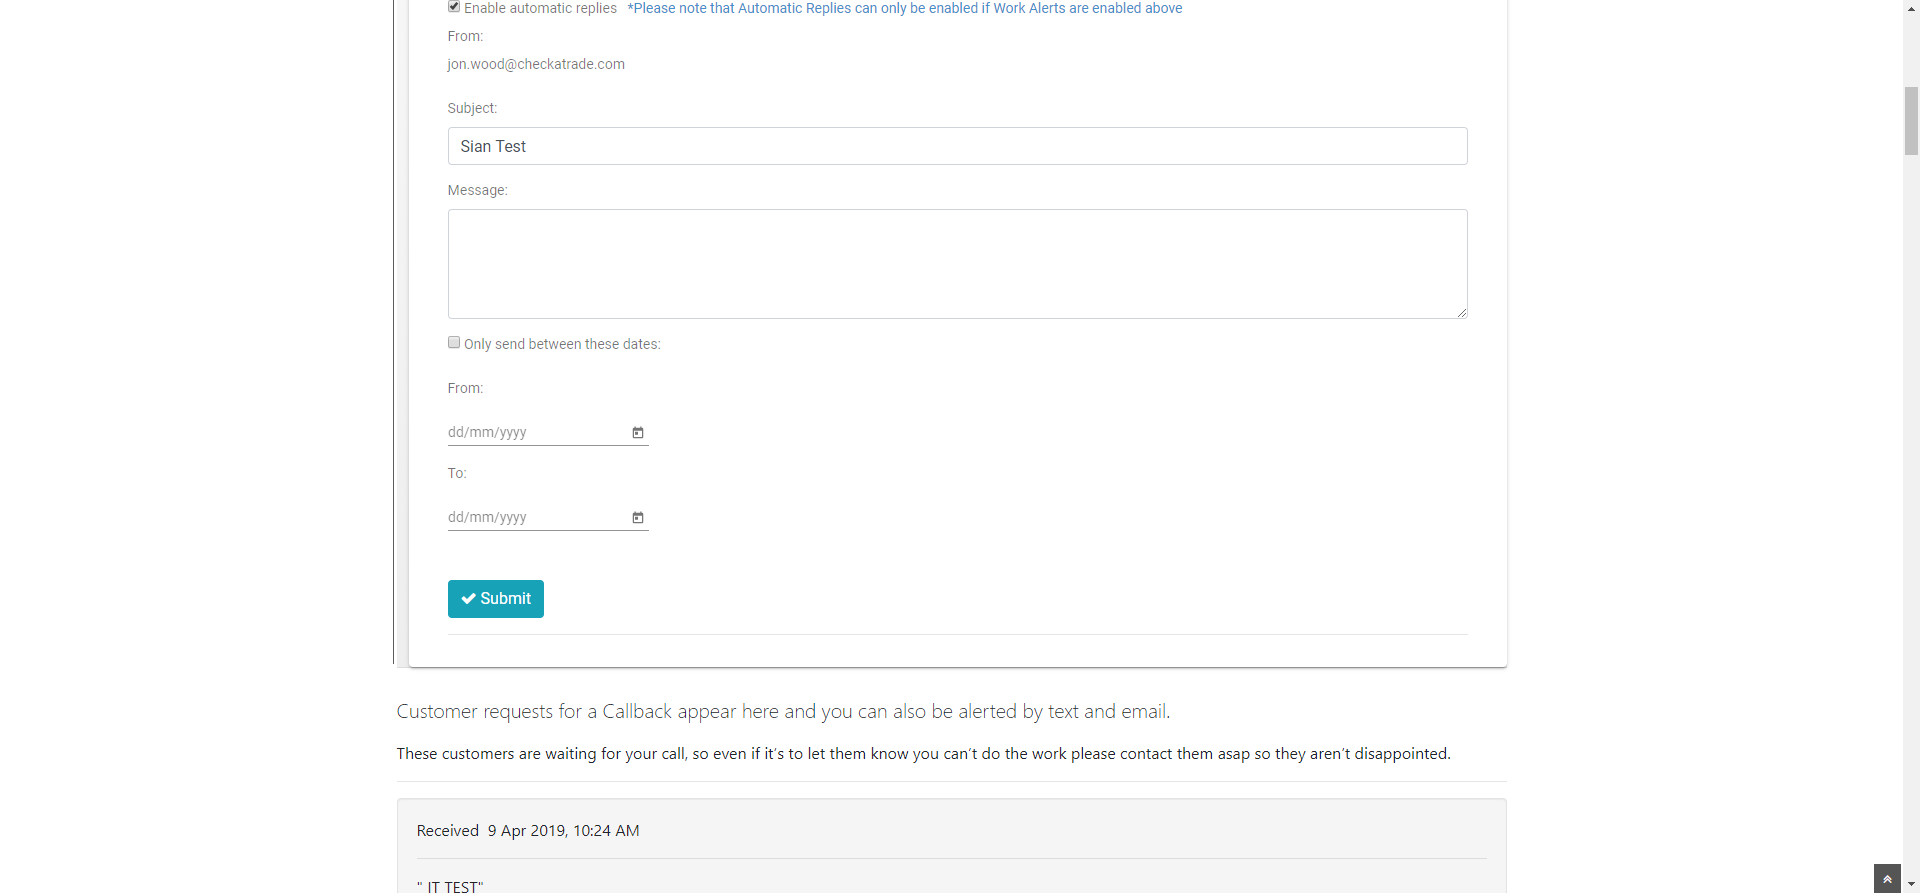 Enable automatic replies *Please note that Automatic Replies can only be enabled if Work Alerts are enabled above
From:
jon.wood@checkatrade.com
Subject:
Sian Test
Message:
Only send between these dates:
From:
dd/mm/yyyy
To:
dd/mm/yyyy
Submit
Customer requests for a Callback appear here and you can also be alerted by text and email.
These customers are waiting for your call, so even if it's to let them know you can't do the work please contact them asap so they aren't disappointed.
Received 9 Apr 2019, 10:24 AM
" IT TEST"